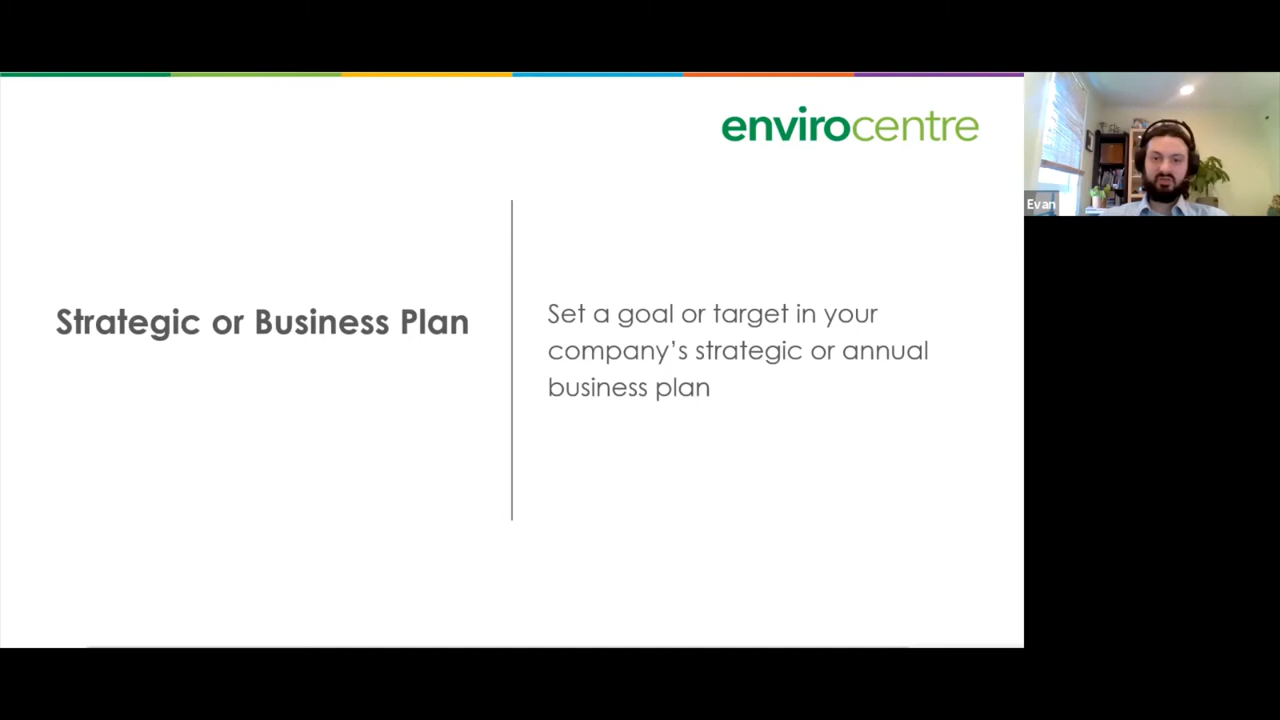 envirocentre
Evan
Strategic or Business Plan
Set a goal or target in your
company’s strategic or annual
business plan